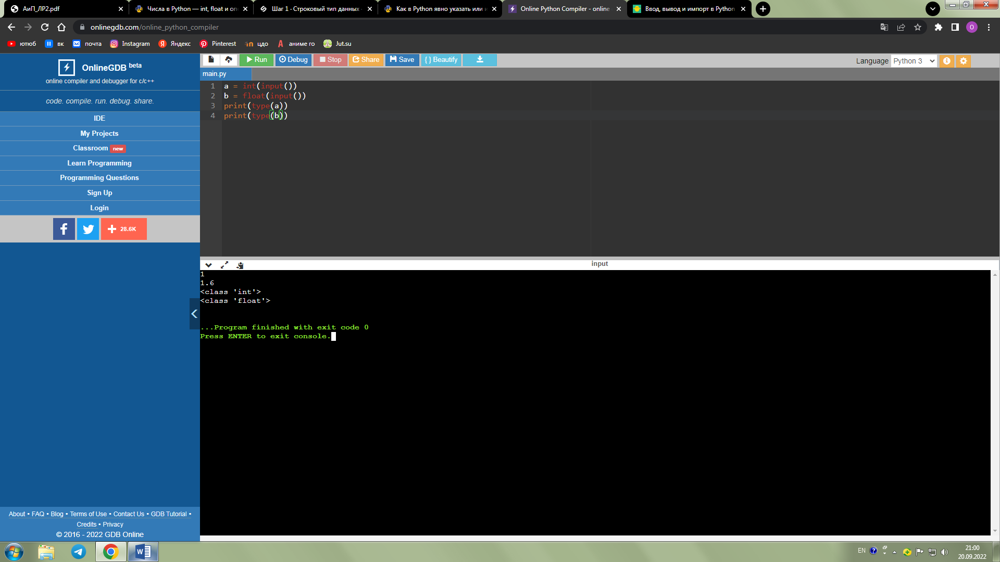 АиП_ЛР2.pdf
Числа в Python — int, float и оп
Шаг 1 · Строковый тип данных
Как в Python явно указать или
Online Python Compiler - online
Ввод, вывод и импорт в Python
onlinegdb.com/online_python_compiler
О
ютюб
вк
почта
Instagram
Яндекс
Pinterest
цдо
аниме го
Jut.su
OnlineGDB beta
online compiler and debugger for c/c++
code. compile. run. debug. share.
IDE
My Projects
Classroom new
Learn Programming
Programming Questions
Sign Up
Login
28.6K
About • FAQ • Blog • Terms of Use • Contact Us • GDB Tutorial •
Credits • Privacy
© 2016 - 2022 GDB Online
Run
Debug
Stop
Share
Save
{ } Beautify
Language Python 3
main.py
1 a = int(input())
2 b = float(input())
3 print(type(a))
4 print(type(b))
input
1
1.6
<class 'int'>
<class 'float'>
...Program finished with exit code 0
Press ENTER to exit console.
EN
21:00
20.09.2022